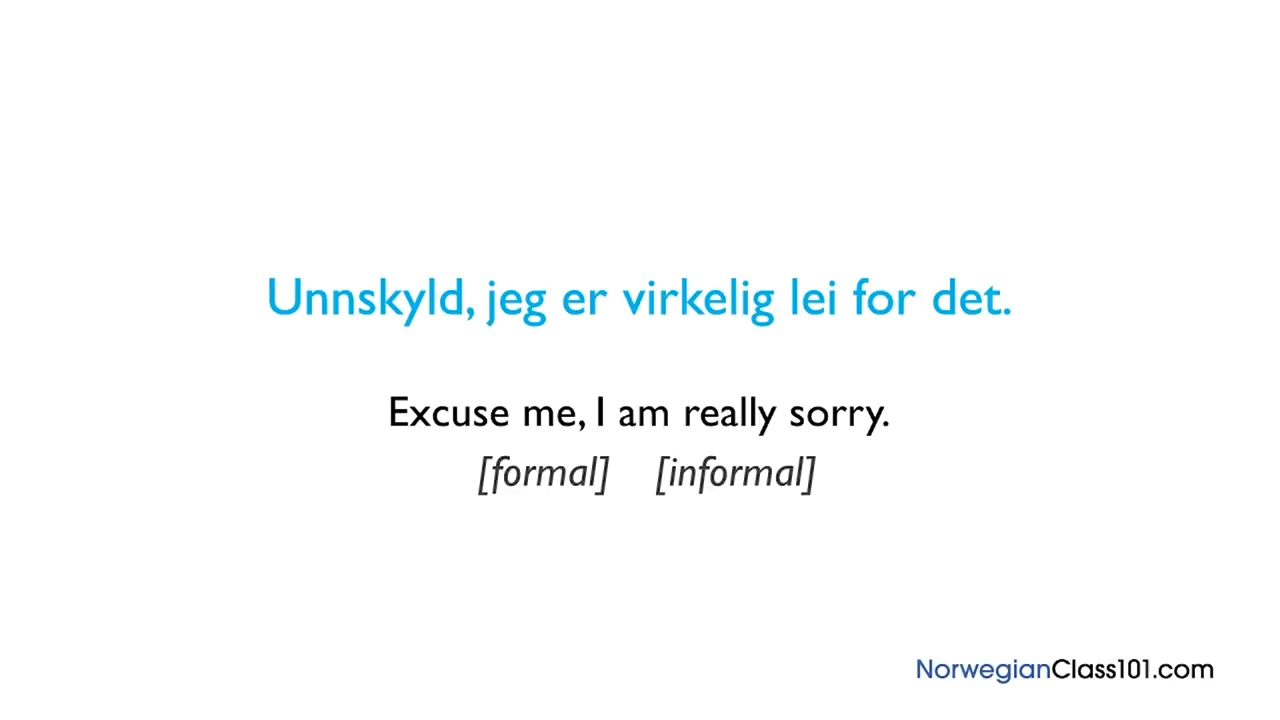 Unnskyld, jeg er virkelig lei for det.
Excuse me, I am really sorry.
[formal] [informal]
NorwegianClass101.com